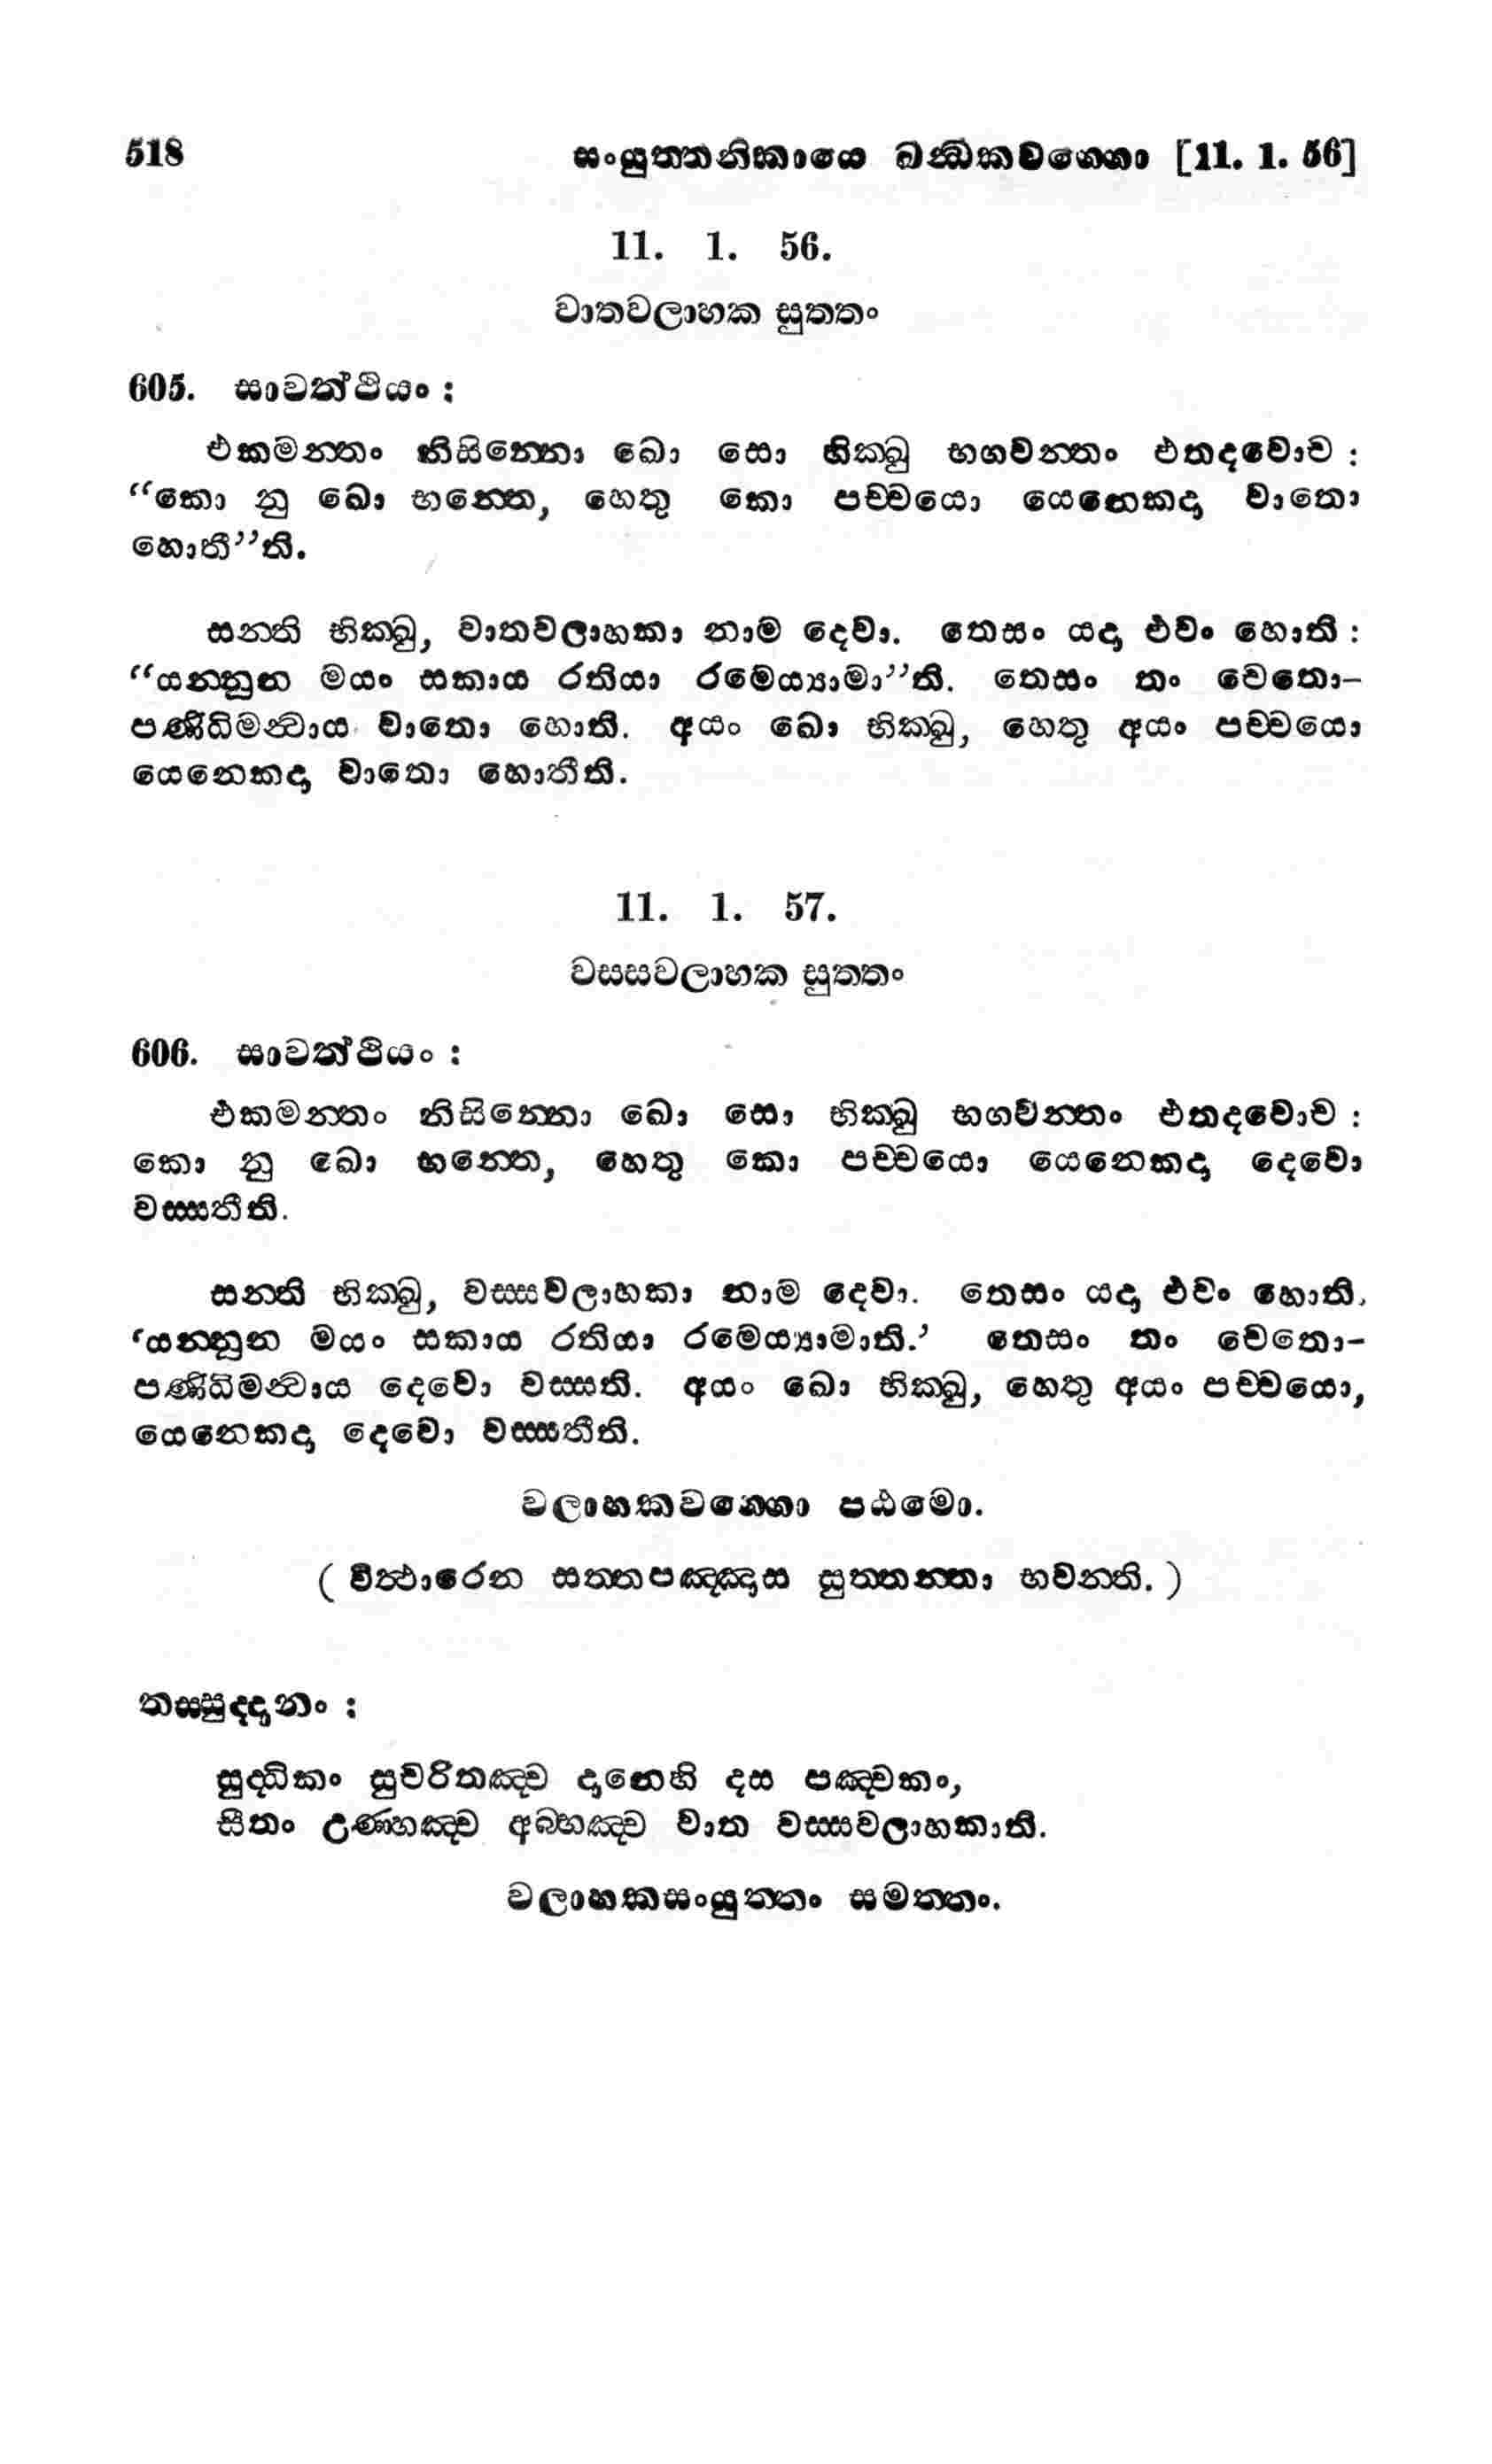 518 සංයුත්තනිකායෙ ඛන්ධකවග්ගො [11. 1. 56]
11. 1. 56.
වාතවලාහක සුත්තං
605. සාවත්ථියං :
එකමන්තං නිසින්නො ඛො සො භික්ඛු භගවන්තං එතදවොච :
“කො නු ඛො භන්තෙ, හෙතු කො පච්චයො යෙනෙකදා වාතො
හොතී”ති.
සන්ති භික්ඛු, වාතවලාහකා නාම දෙවා. තෙසං යදා එවං හොති :
“යන්නූන මයං සකාය රතියා රමෙය්‍යාමා”ති. තෙසං තං චෙතො-
පණිධිමන්වාය වාතො හොති. අයං ඛො භික්ඛු, හෙතු අයං පච්චයො
යෙනෙකදා වාතො හොතීති.
11. 1. 57.
වස්සවලාහක සුත්තං
606. සාවත්ථියං :
එකමන්තං නිසින්නො ඛො සො භික්ඛු භගවන්තං එතදවොච :
කො නු ඛො භන්තෙ, හෙතු කො පච්චයො යෙනෙකදා දෙවො
වස්සතීති.
සන්ති භික්ඛු, වස්සවලාහකා නාම දෙවා. තෙසං යදා එවං හොති,
‘යන්නූන මයං සකාය රතියා රමෙය්‍යාමාති.’ තෙසං තං චෙතො-
පණිධිමන්වාය දෙවො වස්සති. අයං ඛො භික්ඛු, හෙතු අයං පච්චයො,
යෙනෙකදා දෙවො වස්සතීති.
වලාහකවග්ගො පඨමො.
( විත්ථාරෙන සත්තපඤ්ඤාස සුත්තන්තා භවන්ති. )
තස්සුද්දානං :
සුද්ධිකං සුචරිතඤ්ච දානෙහි දස පඤ්චකං,
සීතං උණ්හඤ්ච අබ්භඤ්ච වාත වස්සවලාහකාති.
වලාහකසංයුත්තං සමත්තං.